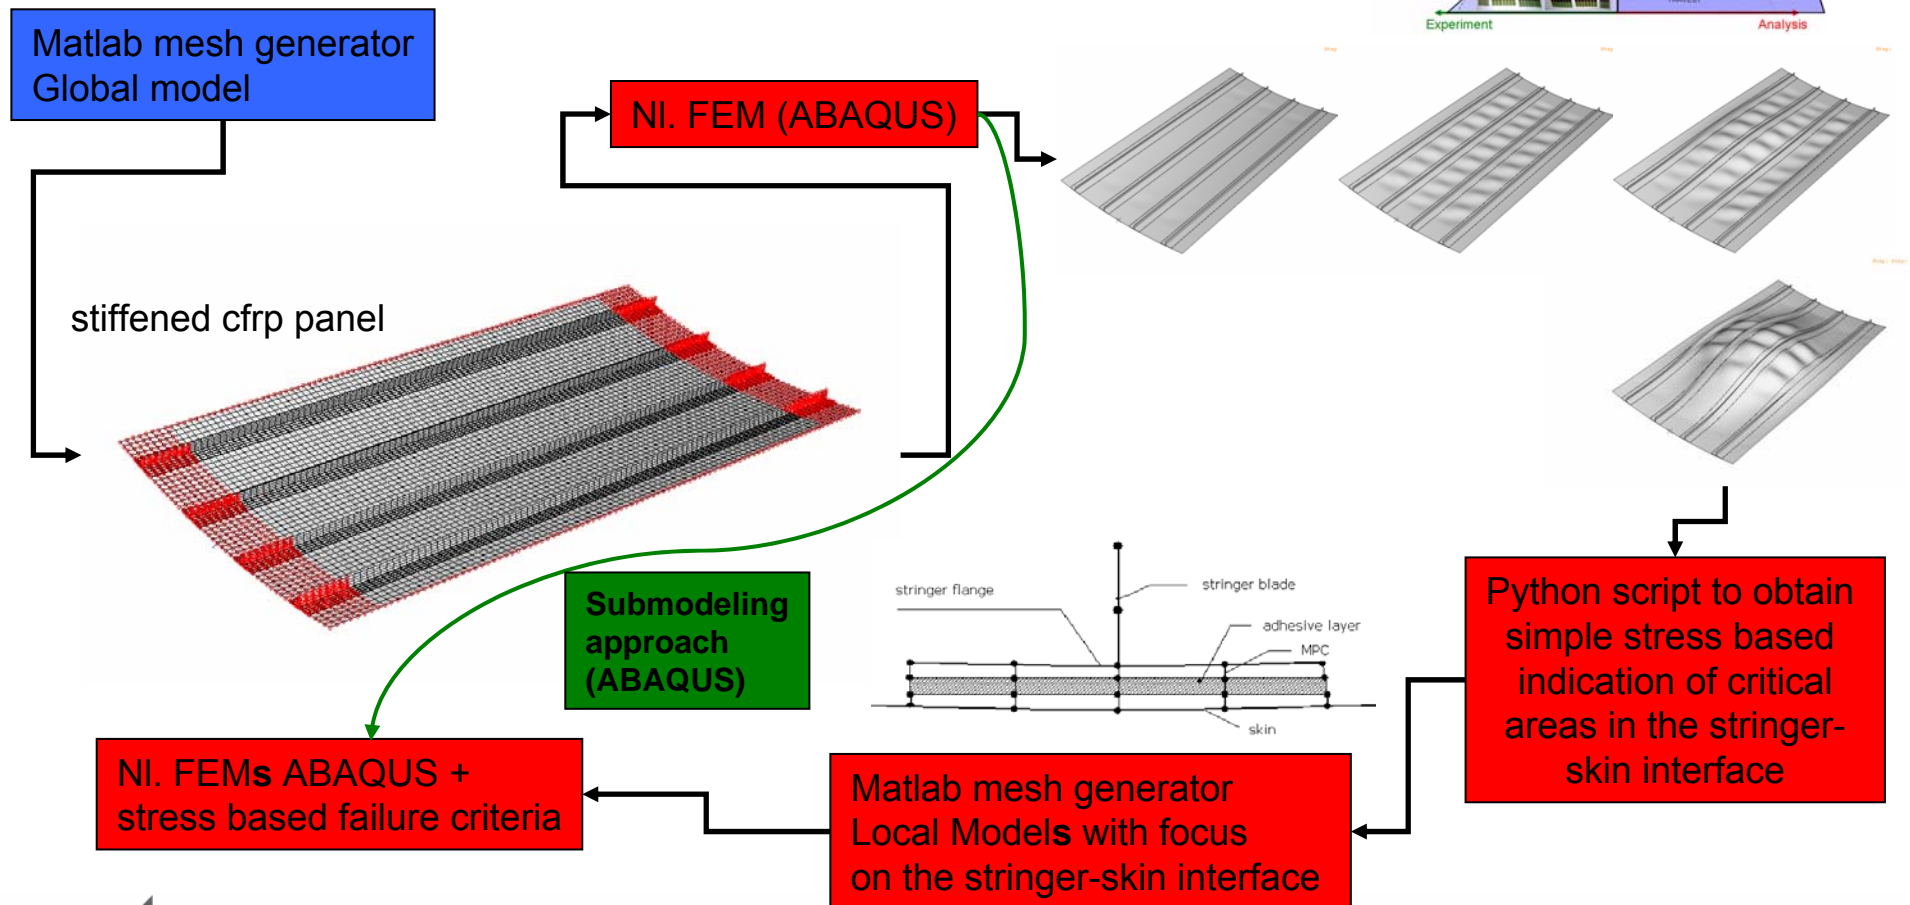 Experiment
Analysis
Matlab mesh generator
Global model
Nl. FEM (ABAQUS)
stiffened cfrp panel
Submodeling
approach
(ABAQUS)
stringer flange
stringer blade
adhesive layer
MPC
skin
Python script to obtain
simple stress based
indication of critical
areas in the stringer-
skin interface
Nl. FEMs ABAQUS +
stress based failure criteria
Matlab mesh generator
Local Models with focus
on the stringer-skin interface